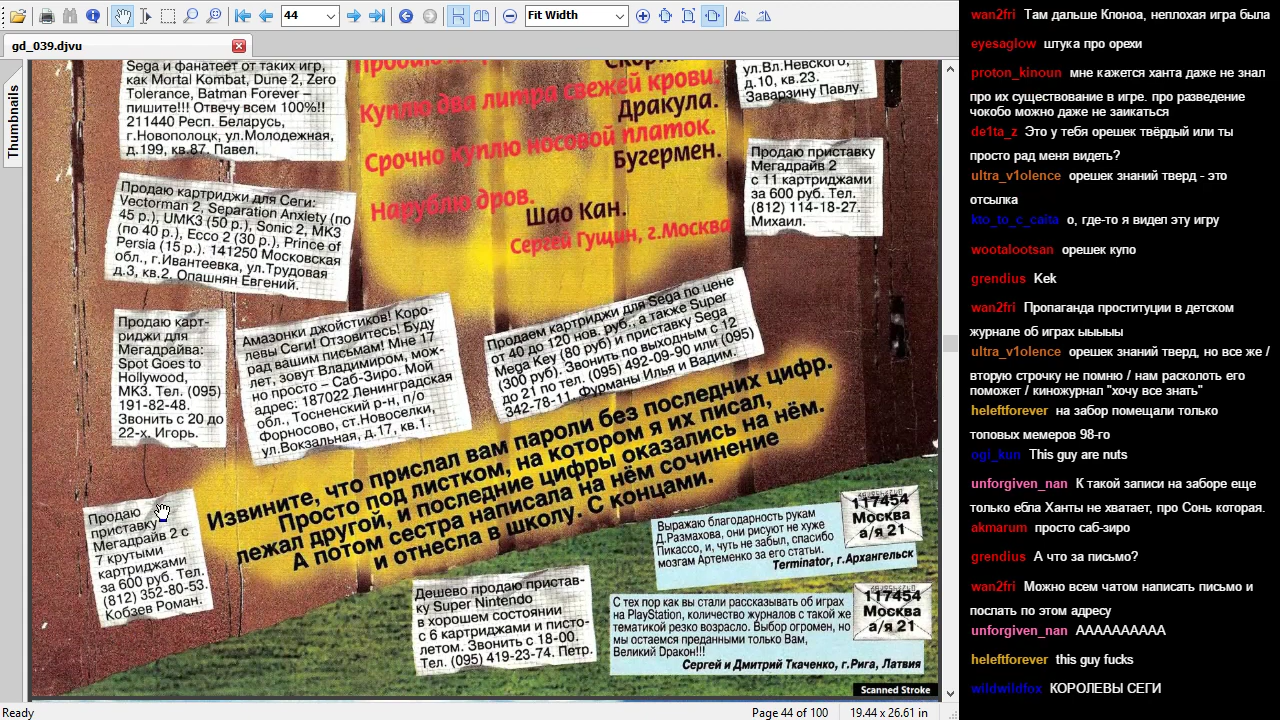 44
Fit Width
gd_039.djvu
Thumbnails
Sega и фанатеет от таких игр,
как Mortal Kombat, Dune 2, Zero
Tolerance, Batman Forever –
пишите!!! Отвечу всем 100%!!
211440 Респ. Беларусь,
г.Новополоцк, ул.Молодежная,
д.199, кв.87. Павел.
Куплю два литра свежей крови.
Дракула.
Срочно куплю носовой платок.
Бугермен.
Нарублю дров.
Шао Кан.
Сергей Гущин, г.Москва
ул.Вл.Невского,
д.10, кв.23.
Заварзину Павлу.
Продаю приставку
Мегадрайв 2
с 11 картриджами
за 600 руб. Тел.
(812) 114-18-27.
Михаил.
Продаю картриджи для Сеги:
Vectorman 2, Separation Anxiety (по
45 р.), UMK3 (50 р.), Sonic 2, MK3
(по 40 р.), Ecco 2 (30 р.), Prince of
Persia (15 р.). 141250 Московская
обл., г.Ивантеевка, ул.Трудовая
д.3, кв.2. Опашнян Евгений.
Продаю карт-
риджи для
Мегадрайва:
Spot Goes to
Hollywood,
MK3. Тел. (095)
191-82-48.
Звонить с 20 до
22-х, Игорь.
Амазонки джойстиков! Коро-
левы Сеги! Отзовитесь! Буду
рад вашим письмам! Мне 17
лет, зовут Владимир, мож-
но просто – Саб-Зиро. Мой
адрес: 187022 Ленинградская
обл., Тосненский р-н, п/о
Форносово, ст.Новоселки,
ул.Вокзальная, д.17, кв.1.
Продаем картриджи для Sega по цене
от 40 до 120 нов. руб., а также Super
Mega Key (80 руб) и приставку Sega
(300 руб). Звонить по выходным с 12
до 21 по тел. (095) 492-09-90 или (095)
342-78-11. Фурманы Илья и Вадим.
Извините, что прислал вам пароли без последних цифр.
Просто под листком, на котором я их писал,
лежал другой, и последние цифры оказались на нём.
А потом сестра написала на нём сочинение
и отнесла в школу. С концами.
Продаю
приставку
Мегадрайв 2 с
7 крутыми
картриджами
за 600 руб. Тел.
(812) 352-80-53.
Кобзев Роман.
Дешево продаю пристав-
ку Super Nintendo
в хорошем состоянии
с 6 картриджами и писто-
летом. Звонить с 18-00.
Тел. (095) 419-23-74. Петр.
Выражаю благодарность рукам
Д.Размахова, они рисуют не хуже
Пикассо, и, чуть не забыл, спасибо
мозгам Артеменко за его статьи.
Terminator, г.Архангельск
117454
Москва
а/я 21
С тех пор как вы стали рассказывать об играх
на PlayStation, количество журналов с такой же
тематикой резко возрасло. Выбор огромен, но
мы остаемся преданными только Вам,
Великий Dракон!!!
Сергей и Дмитрий Ткаченко, г.Рига, Латвия
117454
Москва
а/я 21
Scanned Stroke
Ready
Page 44 of 100
19.44 x 26.61 in
wan2fri Там дальше Клоноа, неплохая игра была
eyesaglow штука про орехи
proton_kinoun мне кажется ханта даже не знал
про их существование в игре. про разведение
чокобо можно даже не заикаться
de1ta_z Это у тебя орешек твёрдый или ты
просто рад меня видеть?
ultra_v1olence орешек знаний тверд - это
отсылка
kto_to_c_caita о, где-то я видел эту игру
wootalootsan орешек купо
grendius Kek
wan2fri Пропаганда проституции в детском
журнале об играх ыыыыы
ultra_v1olence орешек знаний тверд, но все же /
вторую строчку не помню / нам расколоть его
поможет / киножурнал "хочу все знать"
heleftforever на забор помещали только
топовых мемеров 98-го
ogi_kun This guy are nuts
unforgiven_nan К такой записи на заборе еще
только ебла Ханты не хватает, про Сонь которая.
akmarum просто саб-зиро
grendius А что за письмо?
wan2fri Можно всем чатом написать письмо и
послать по этом адресу
unforgiven_nan АААААААААА
heleftforever this guy fucks
wildwildfox КОРОЛЕВЫ СЕГИ